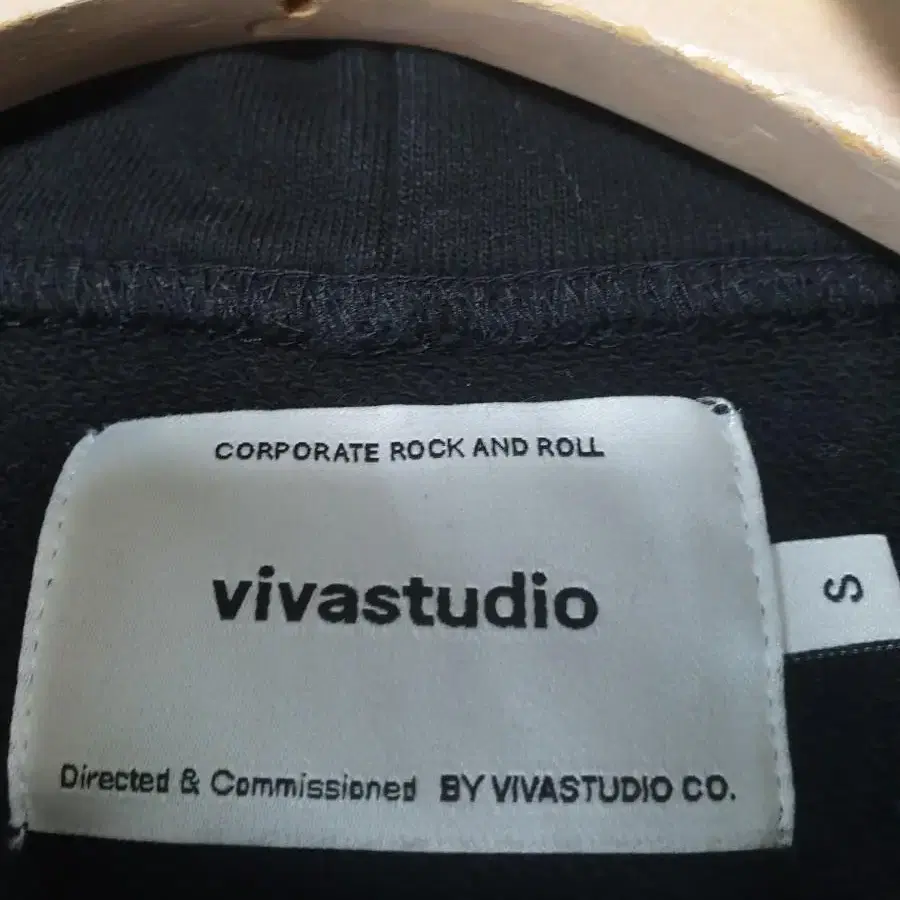 CORPORATE ROCK AND ROLL
vivastudio
S
Directed & Commissioned BY VIVASTUDIO CO.